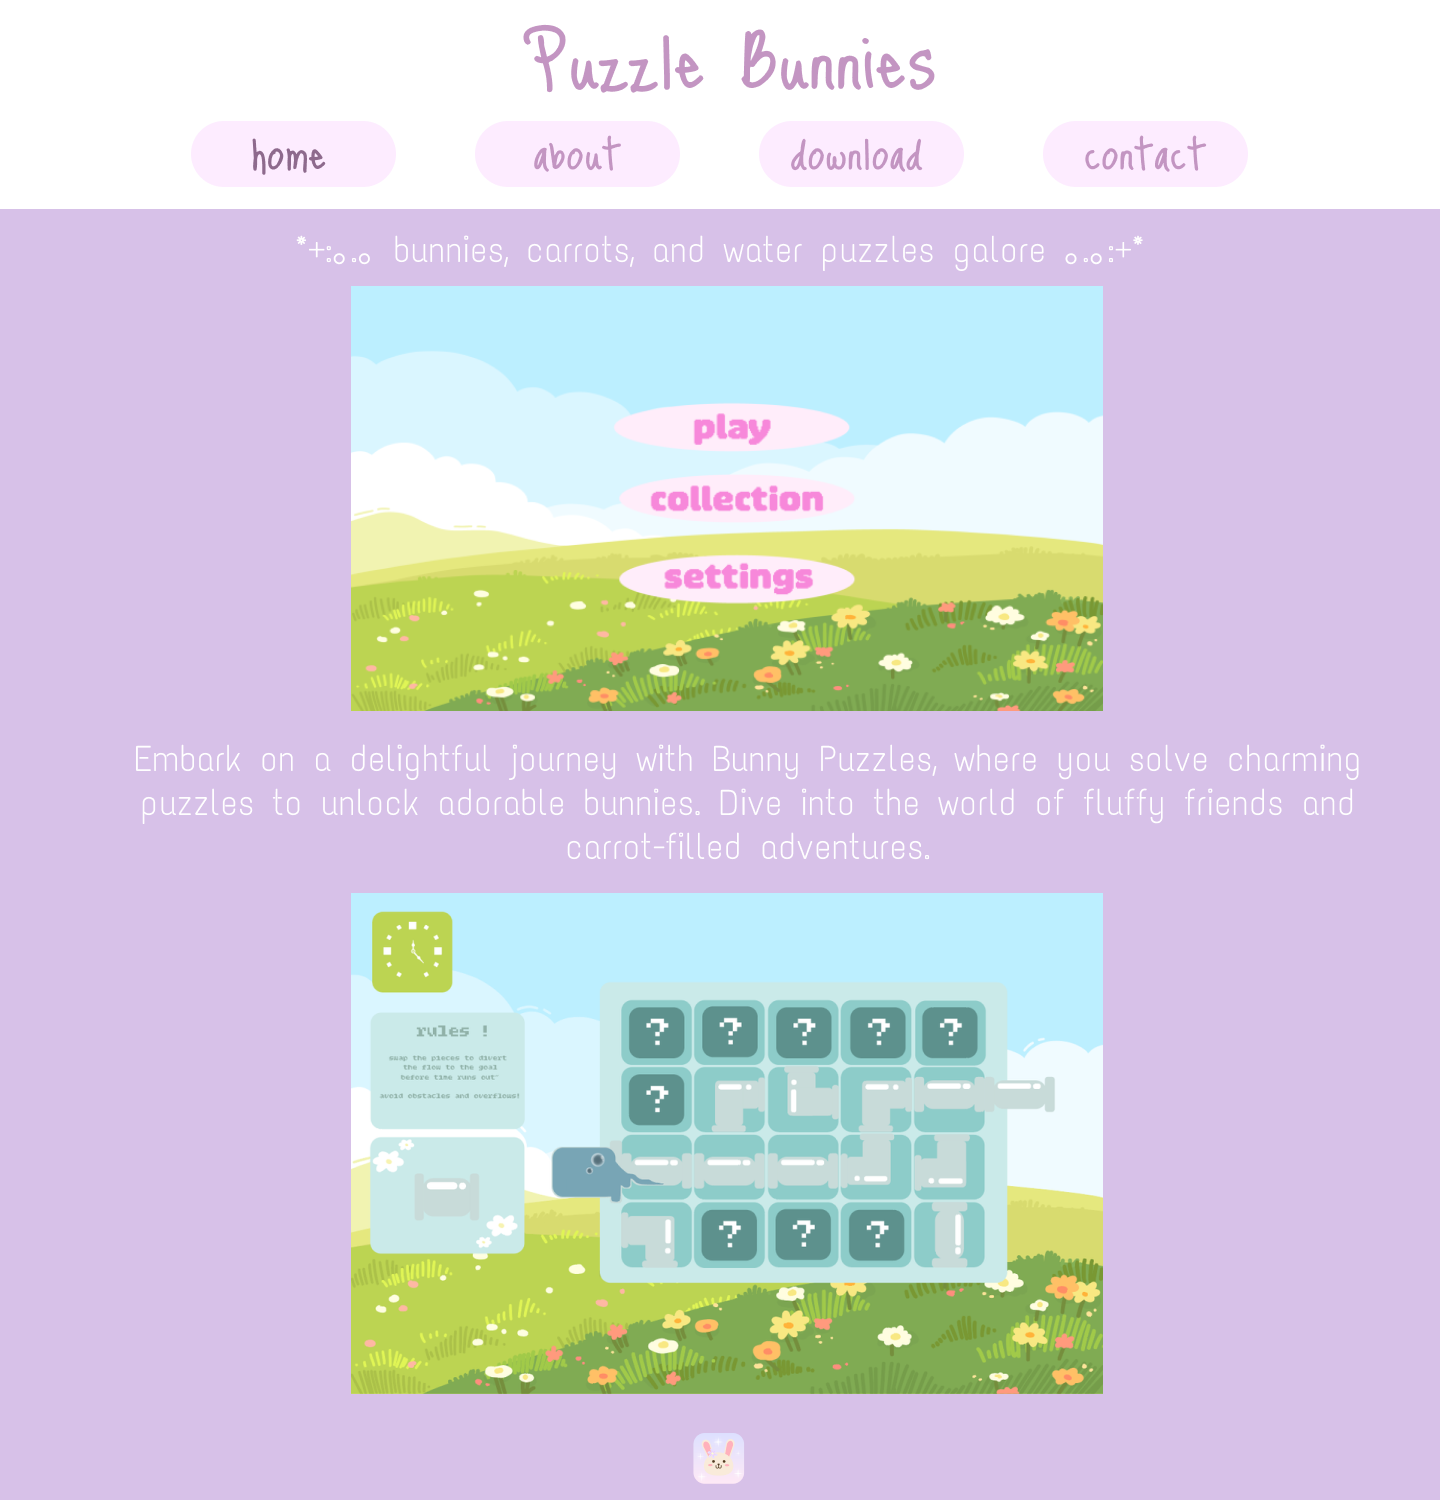 Puzzle Bunnies
home about download contact
*+:｡.｡ bunnies, carrots, and water puzzles galore ｡.｡:+*
play
collection
settings
Embark on a delightful journey with Bunny Puzzles, where you solve charming
puzzles to unlock adorable bunnies. Dive into the world of fluffy friends and
carrot-filled adventures.
rules !
swap the pieces to divert
the flow to the goal
before time runs out~
avoid obstacles and overflows!
? ? ? ? ?
?
? ? ?